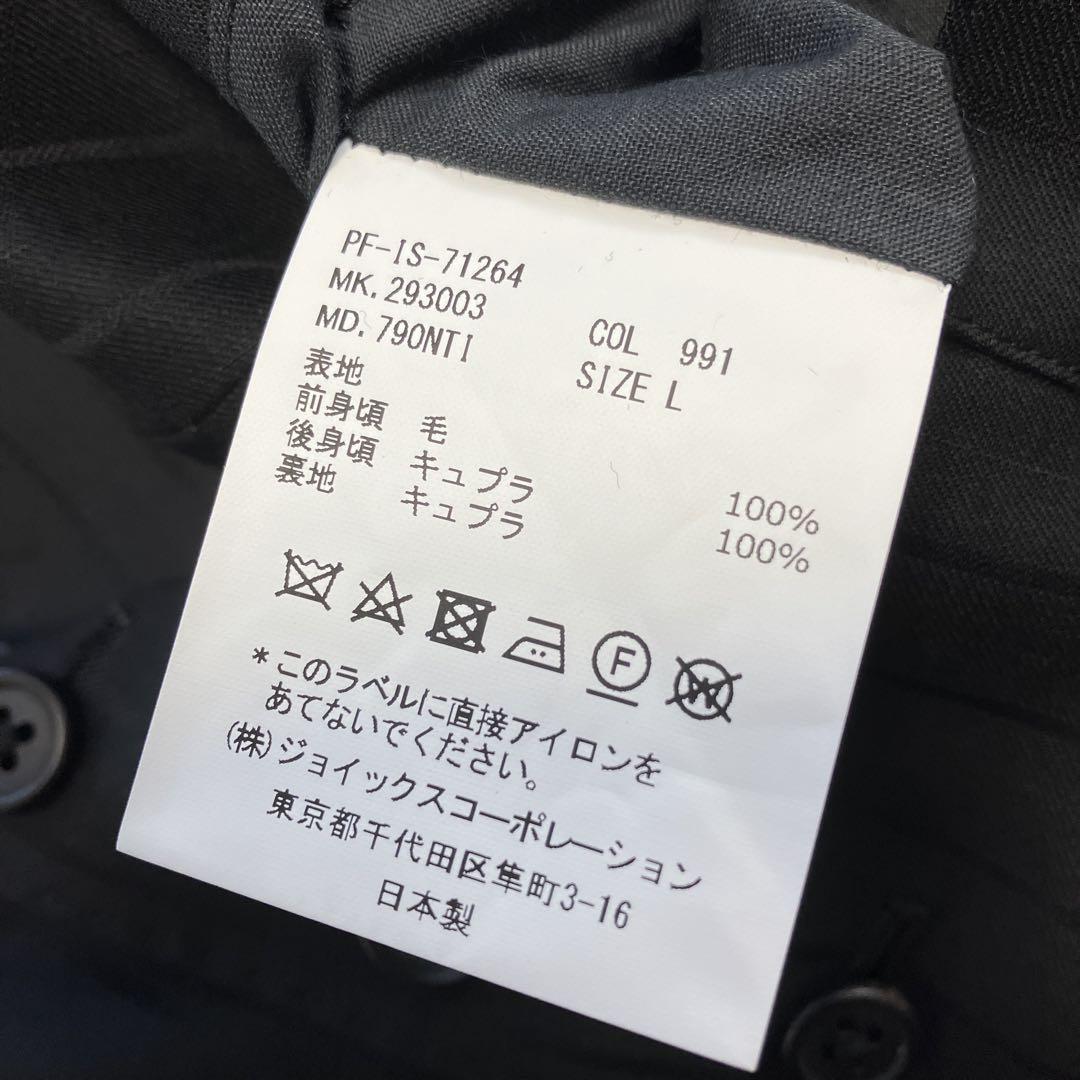 PF-IS-71264
MK. 293003
MD. 790NTI
COL 991
SIZE L
表地
前身頃 毛 100%
後身頃 キュプラ 100%
裏地 キュプラ
F
W
*このラベルに直接アイロンを
あてないでください。
(株)ジョイックスコーポレーション
東京都千代田区隼町3-16
日本製